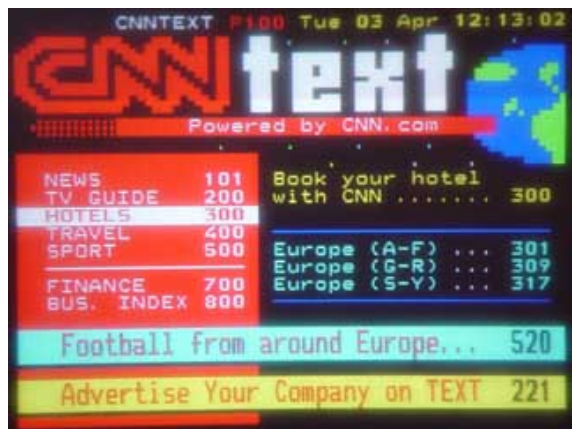 CNNTEXT P100 Tue 03 Apr 12:13:02
CNN text
Powered by CNN.com
NEWS 101
TV GUIDE 200
HOTELS 300
TRAVEL 400
SPORT 500
FINANCE 700
BUS. INDEX 800
Book your hotel
with CNN ....... 300
Europe (A-F) ... 301
Europe (G-R) ... 309
Europe (S-Y) ... 317
Football from around Europe... 520
Advertise Your Company on TEXT 221